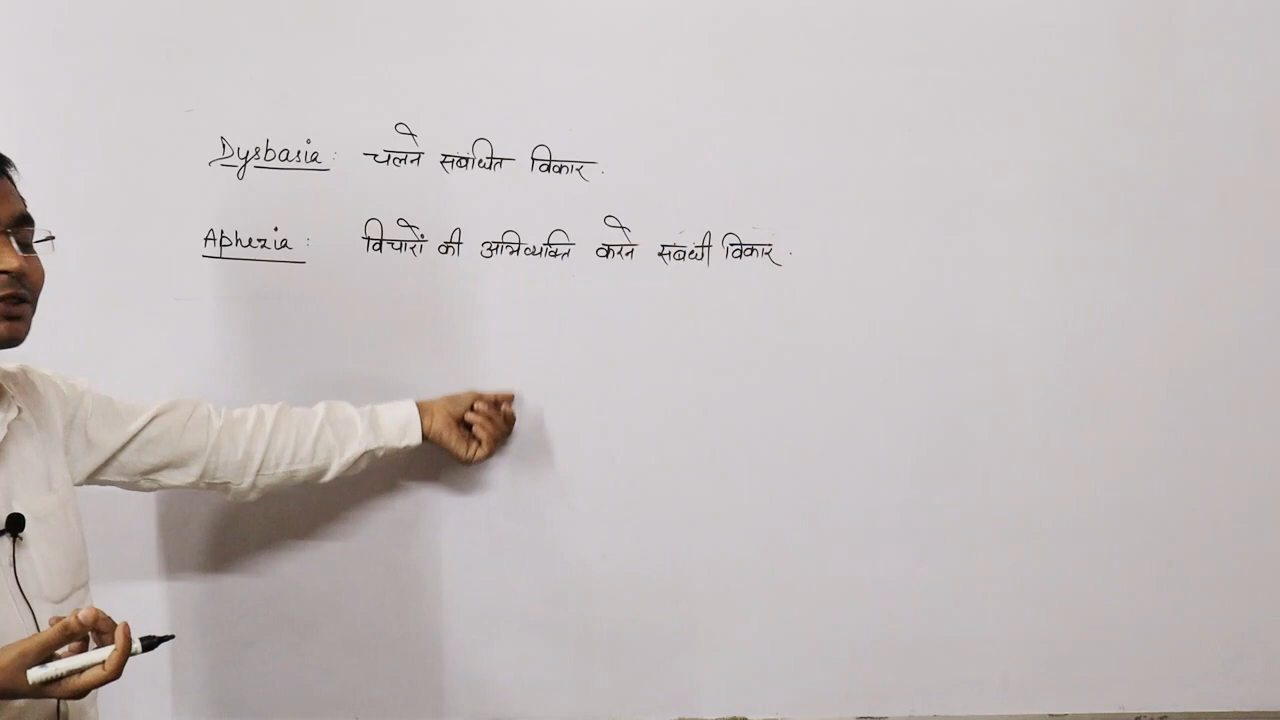 Dysbasia : चलने संबंधित विकार.
Aphezia : विचारों की अभिव्यक्ति करने संबंधी विकार.